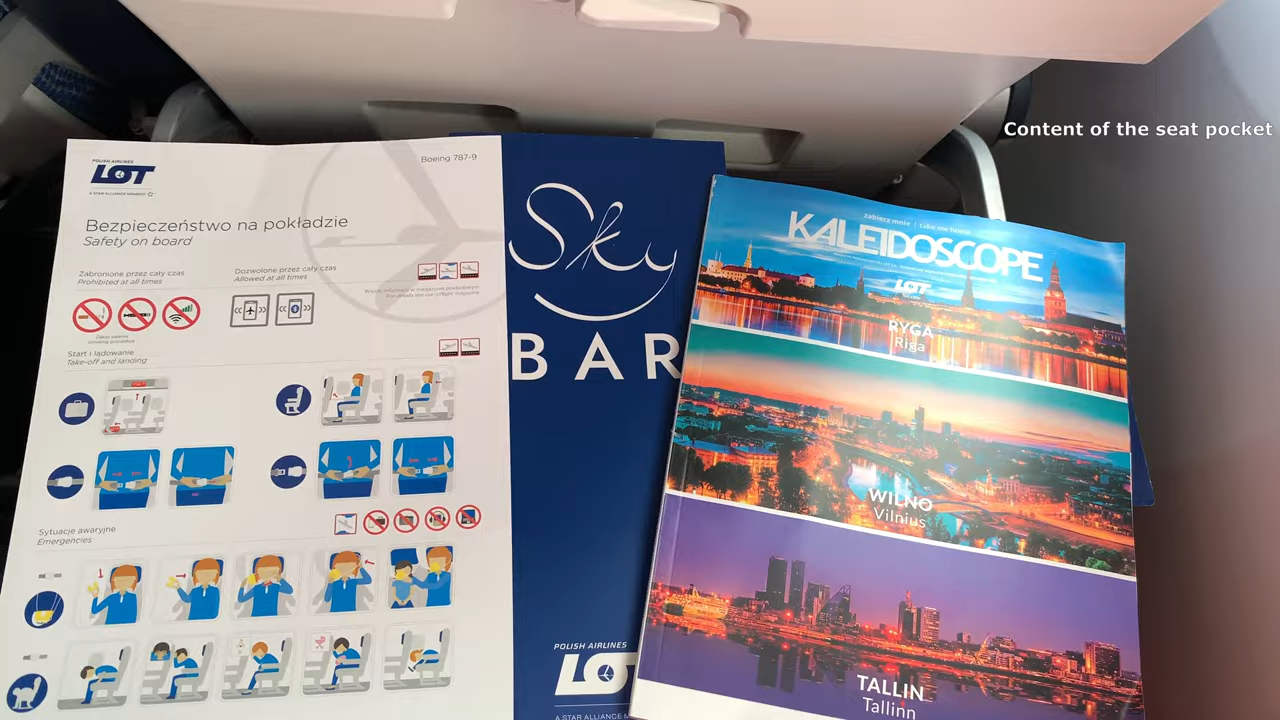 Content of the seat pocket
POLISH AIRLINES
LOT
A STAR ALLIANCE MEMBER
Boeing 787-9
Bezpieczeństwo na pokładzie
Safety on board
Zabronione przez cały czas
Prohibited at all times
Dozwolone przez cały czas
Allowed at all times
Start i lądowanie
Take-off and landing
Sytuacje awaryjne
Emergencies
Sky
BAR
POLISH AIRLINES
LOT
A STAR ALLIANCE M
zabierz mnie | take me home
KALEIDOSCOPE
LOT
RYGA
Riga
WILNO
Vilnius
TALLIN
Tallinn